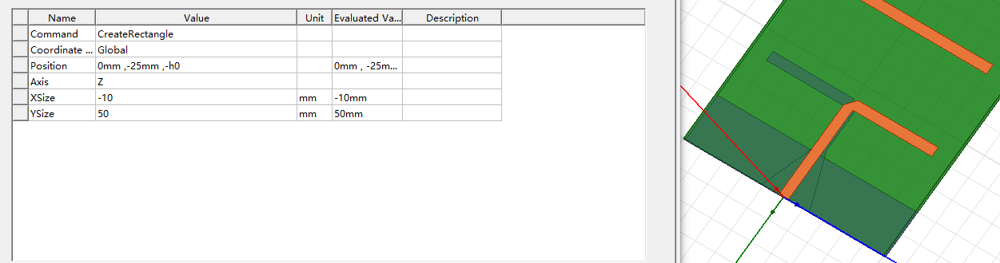 Name Value Unit Evaluated Va... Description
Command CreateRectangle
Coordinate ... Global
Position 0mm ,-25mm ,-h0 0mm , -25m...
Axis Z
XSize -10 mm -10mm
YSize 50 mm 50mm